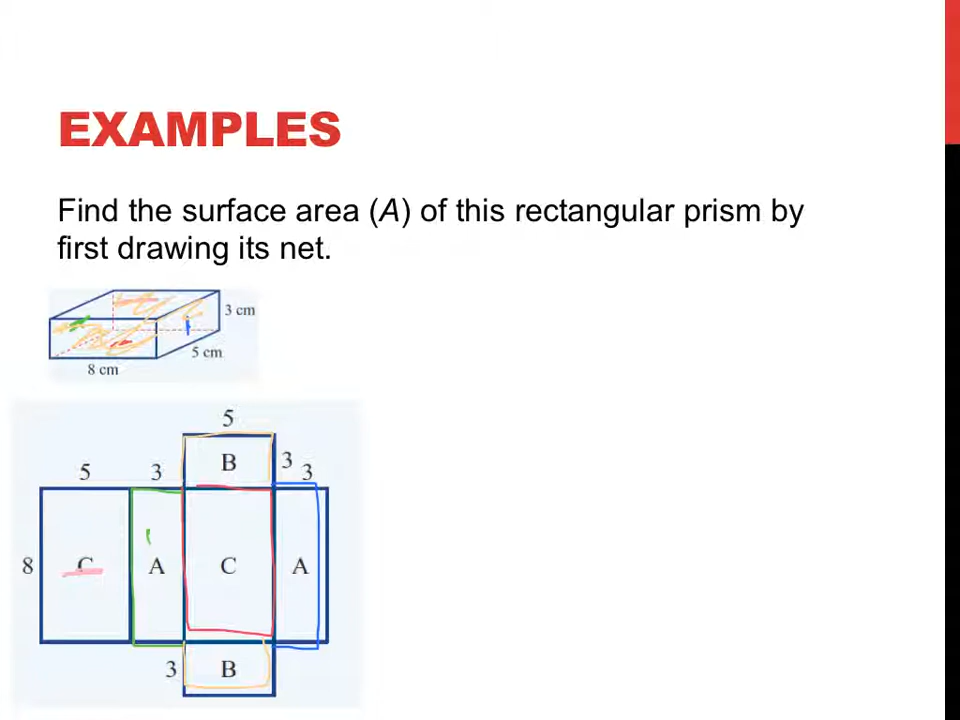 EXAMPLES
Find the surface area (A) of this rectangular prism by
first drawing its net.
3 cm
5 cm
8 cm
5
B
3
5
3
3
8
C
A
C
A
3
B